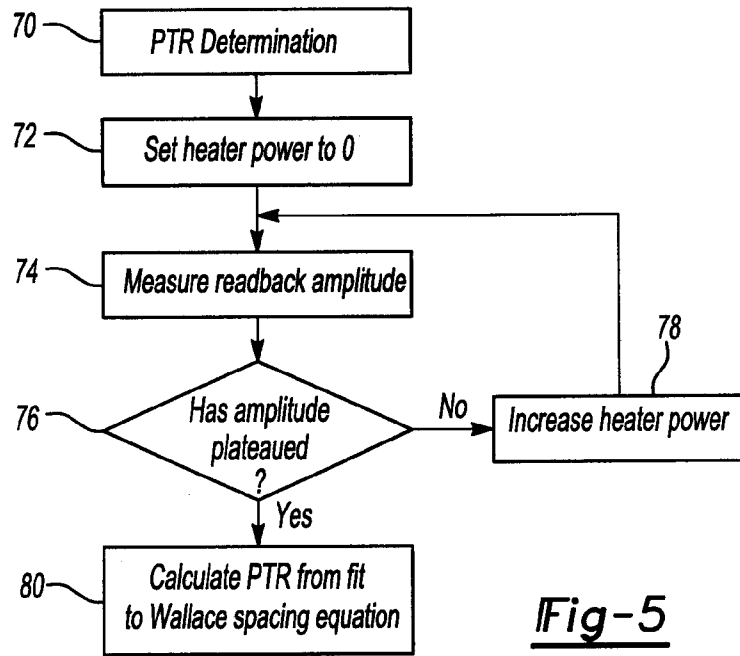 70
PTR Determination
72
Set heater power to 0
74
Measure readback amplitude
76
Has amplitude
plateaued
?
No
78
Increase heater power
Yes
80
Calculate PTR from fit
to Wallace spacing equation
Fig-5